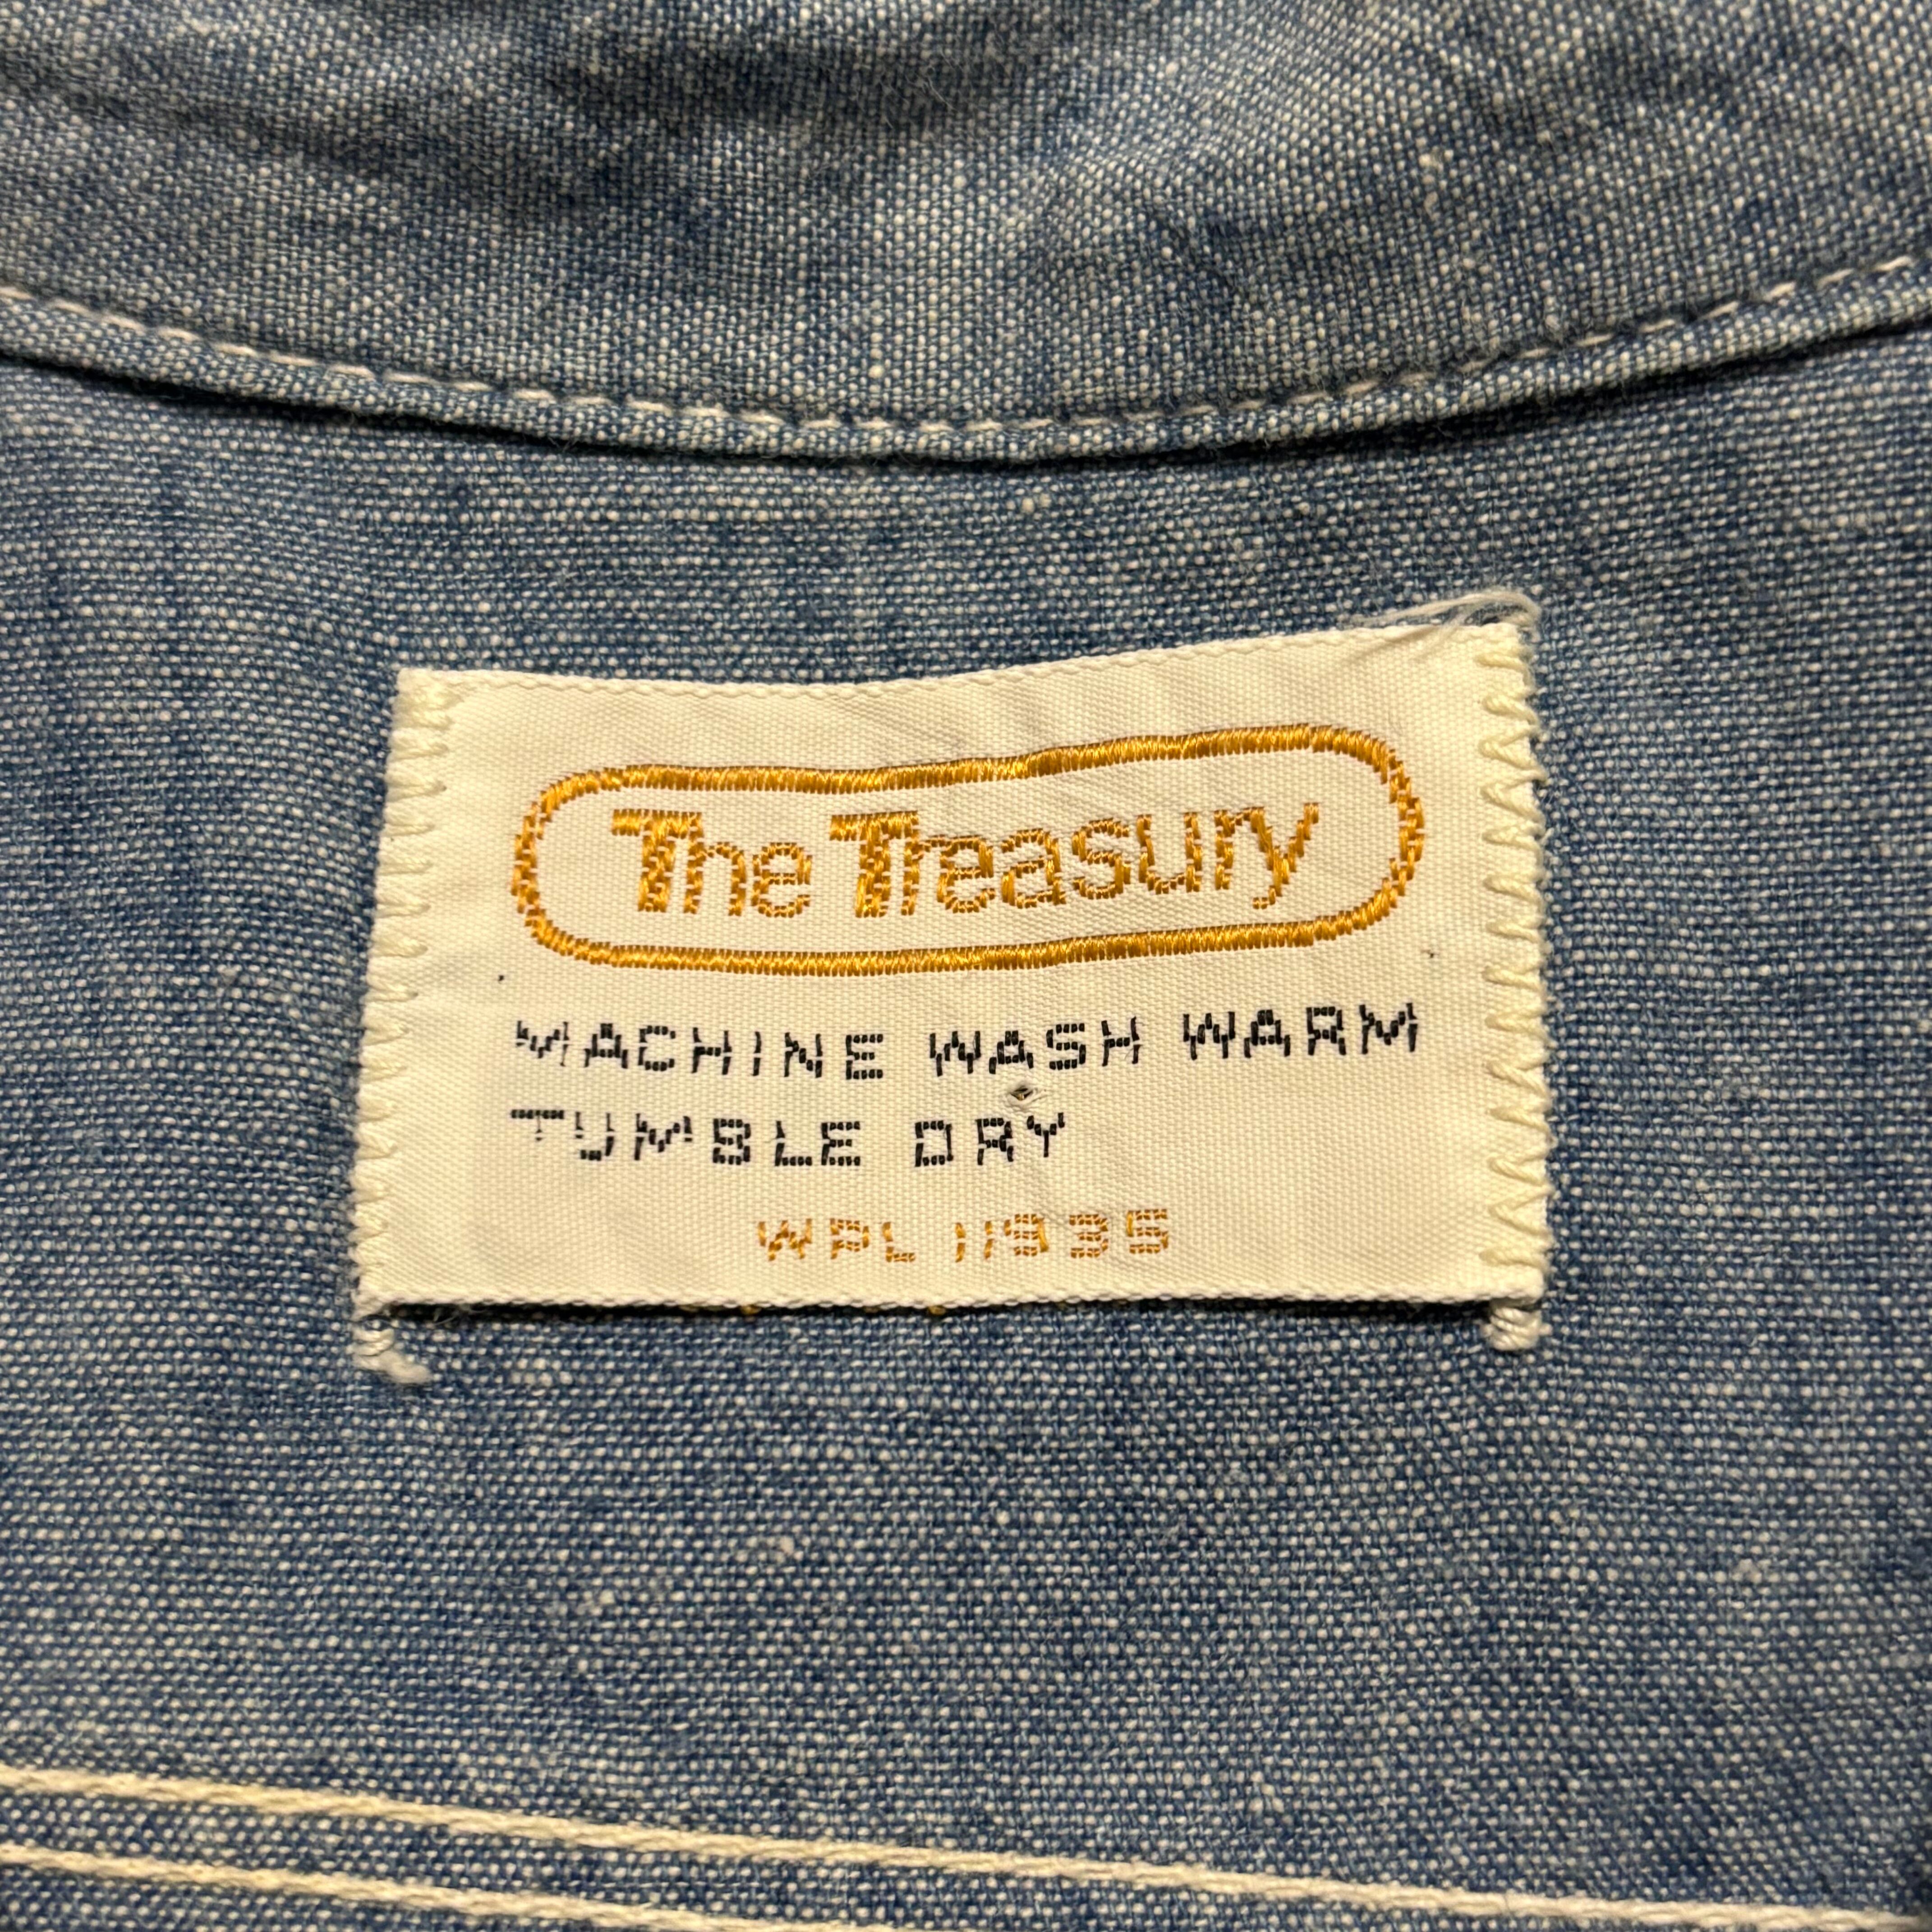 The Treasury
MACHINE WASH WARM
TUMBLE DRY
WPL 11935